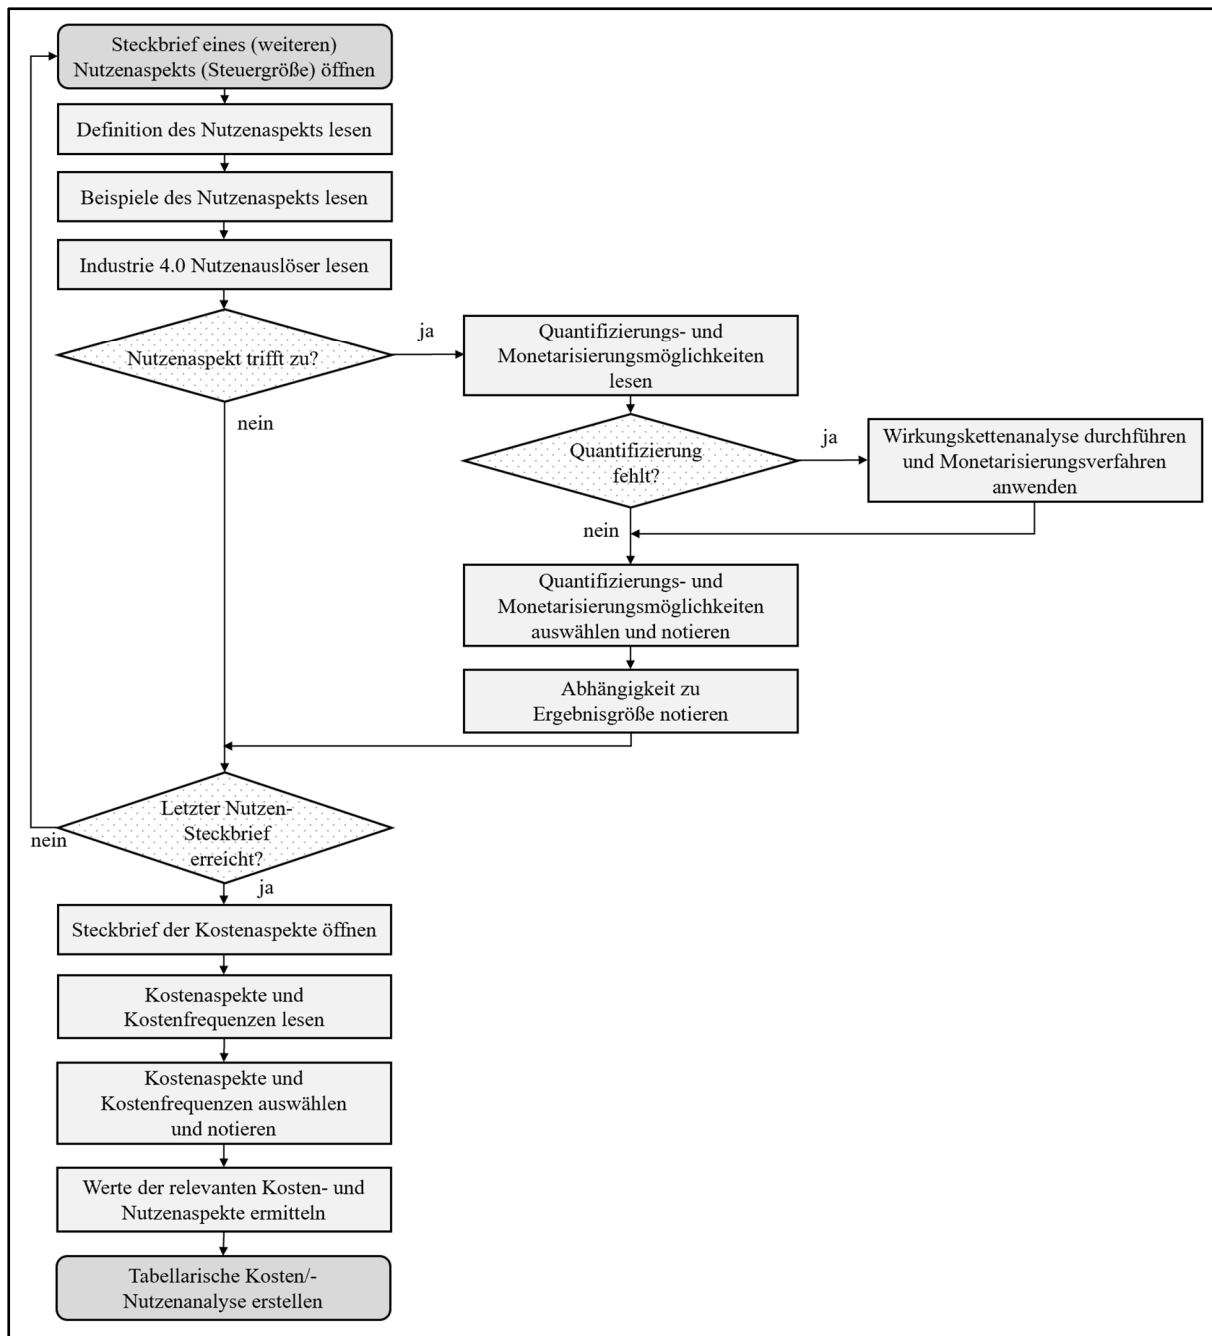 Steckbrief eines (weiteren)
Nutzenaspekts (Steuergröße) öffnen
Definition des Nutzenaspekts lesen
Beispiele des Nutzenaspekts lesen
Industrie 4.0 Nutzenauslöser lesen
Nutzenaspekt trifft zu?
ja
nein
Quantifizierungs- und
Monetarisierungsmöglichkeiten
lesen
Quantifizierung
fehlt?
ja
nein
Wirkungskettenanalyse durchführen
und Monetarisierungsverfahren
anwenden
Quantifizierungs- und
Monetarisierungsmöglichkeiten
auswählen und notieren
Abhängigkeit zu
Ergebnisgröße notieren
Letzter Nutzen-
Steckbrief
erreicht?
nein
ja
Steckbrief der Kostenaspekte öffnen
Kostenaspekte und
Kostenfrequenzen lesen
Kostenaspekte und
Kostenfrequenzen auswählen
und notieren
Werte der relevanten Kosten- und
Nutzenaspekte ermitteln
Tabellarische Kosten/-
Nutzenanalyse erstellen